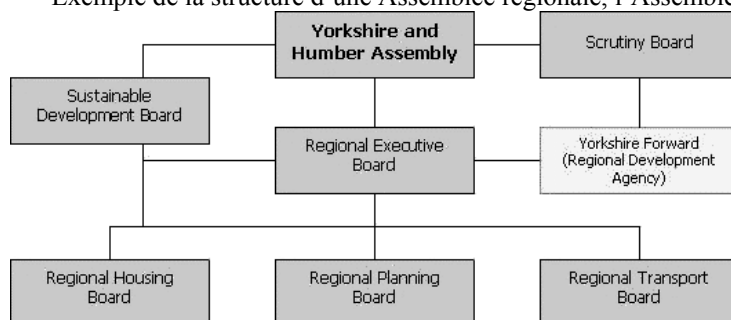 Exemple de la structure d'une Assemblée régionale, l'Assemblé
Yorkshire and
Humber Assembly
Scrutiny Board
Sustainable
Development Board
Regional Executive
Board
Yorkshire Forward
(Regional Development
Agency)
Regional Housing
Board
Regional Planning
Board
Regional Transport
Board